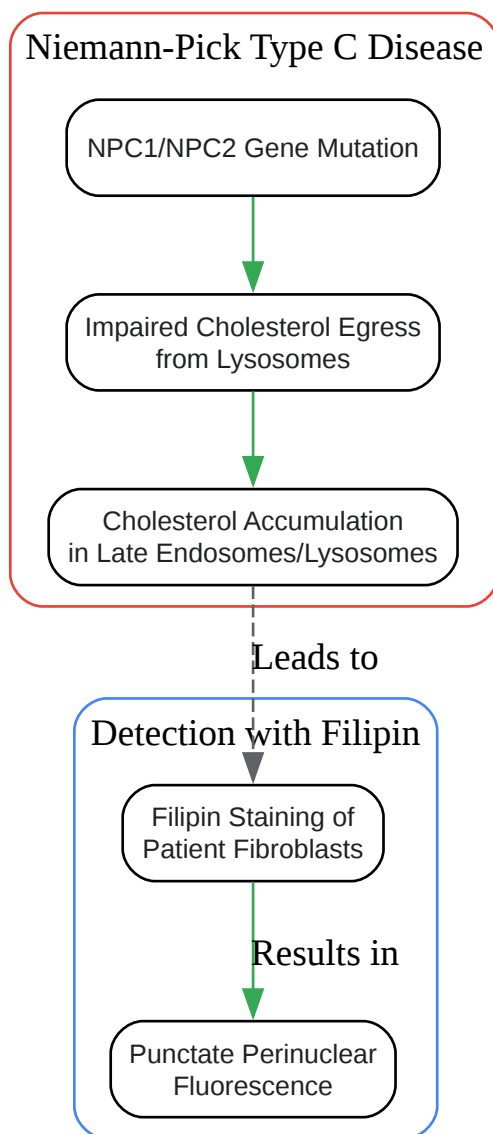 Niemann-Pick Type C Disease
NPC1/NPC2 Gene Mutation
Impaired Cholesterol Egress
from Lysosomes
Cholesterol Accumulation
in Late Endosomes/Lysosomes
Leads to
Detection with Filipin
Filipin Staining of
Patient Fibroblasts
Results in
Punctate Perinuclear
Fluorescence